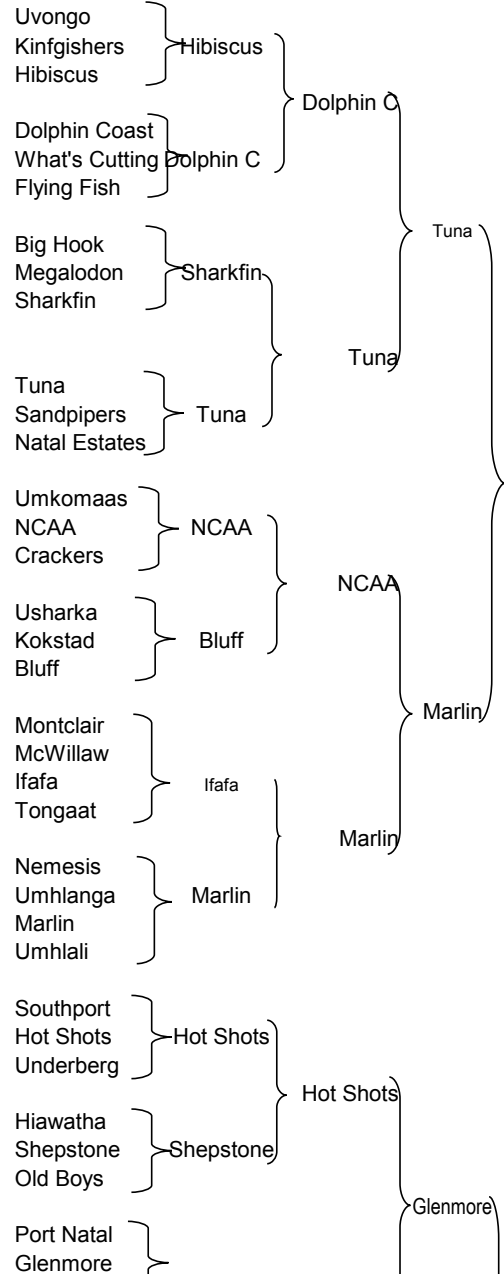 Uvongo
Kinfgishers Hibiscus
Hibiscus
Dolphin C
Dolphin Coast
What's Cutting Dolphin C
Flying Fish
Tuna
Big Hook
Megalodon Sharkfin
Sharkfin
Tuna
Tuna
Sandpipers Tuna
Natal Estates
Umkomaas
NCAA NCAA
Crackers
NCAA
Usharka
Kokstad Bluff
Bluff
Marlin
Montclair
McWillaw
Ifafa Ifafa
Tongaat
Marlin
Nemesis
Umhlanga Marlin
Marlin
Umhlali
Southport
Hot Shots Hot Shots
Underberg
Hot Shots
Hiawatha
Shepstone Shepstone
Old Boys
Glenmore
Port Natal
Glenmore